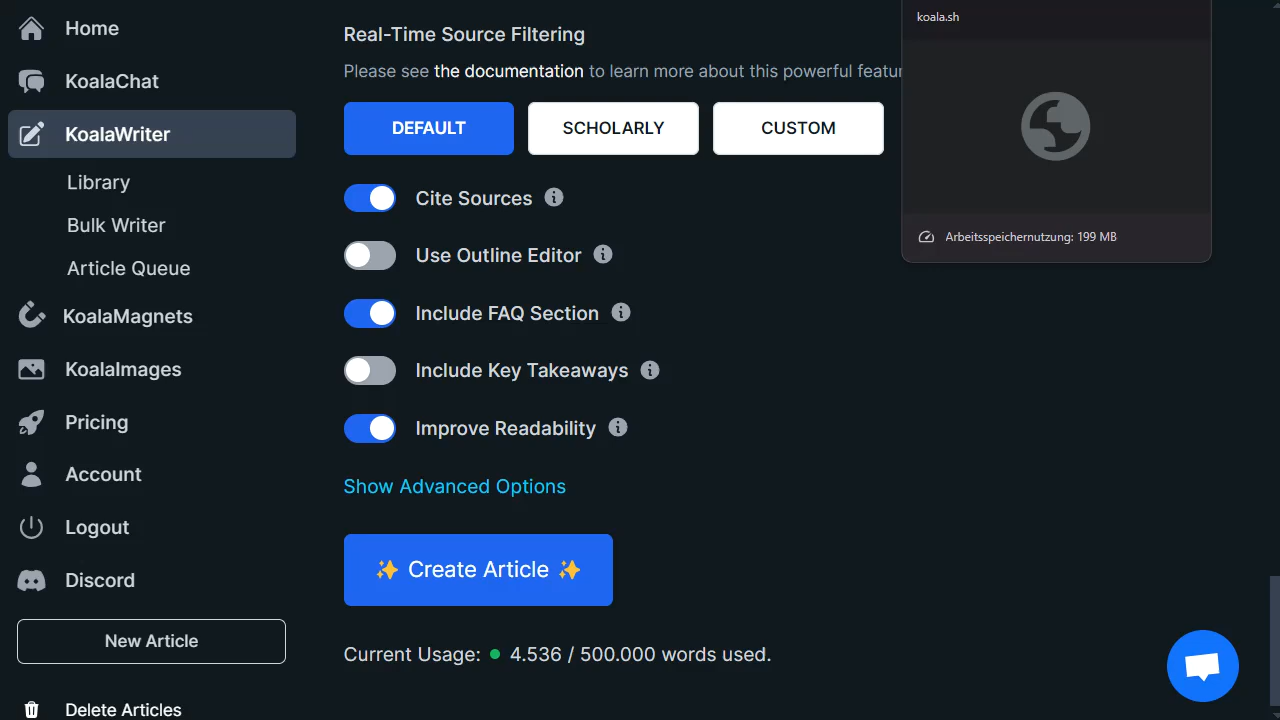 Home
KoalaChat
KoalaWriter
Library
Bulk Writer
Article Queue
KoalaMagnets
KoalaImages
Pricing
Account
Logout
Discord
New Article
Delete Articles
Real-Time Source Filtering
Please see the documentation to learn more about this powerful featur
DEFAULT
SCHOLARLY
CUSTOM
Cite Sources
Use Outline Editor
Include FAQ Section
Include Key Takeaways
Improve Readability
Show Advanced Options
✨ Create Article ✨
Current Usage: 4.536 / 500.000 words used.
koala.sh
Arbeitsspeichernutzung: 199 MB